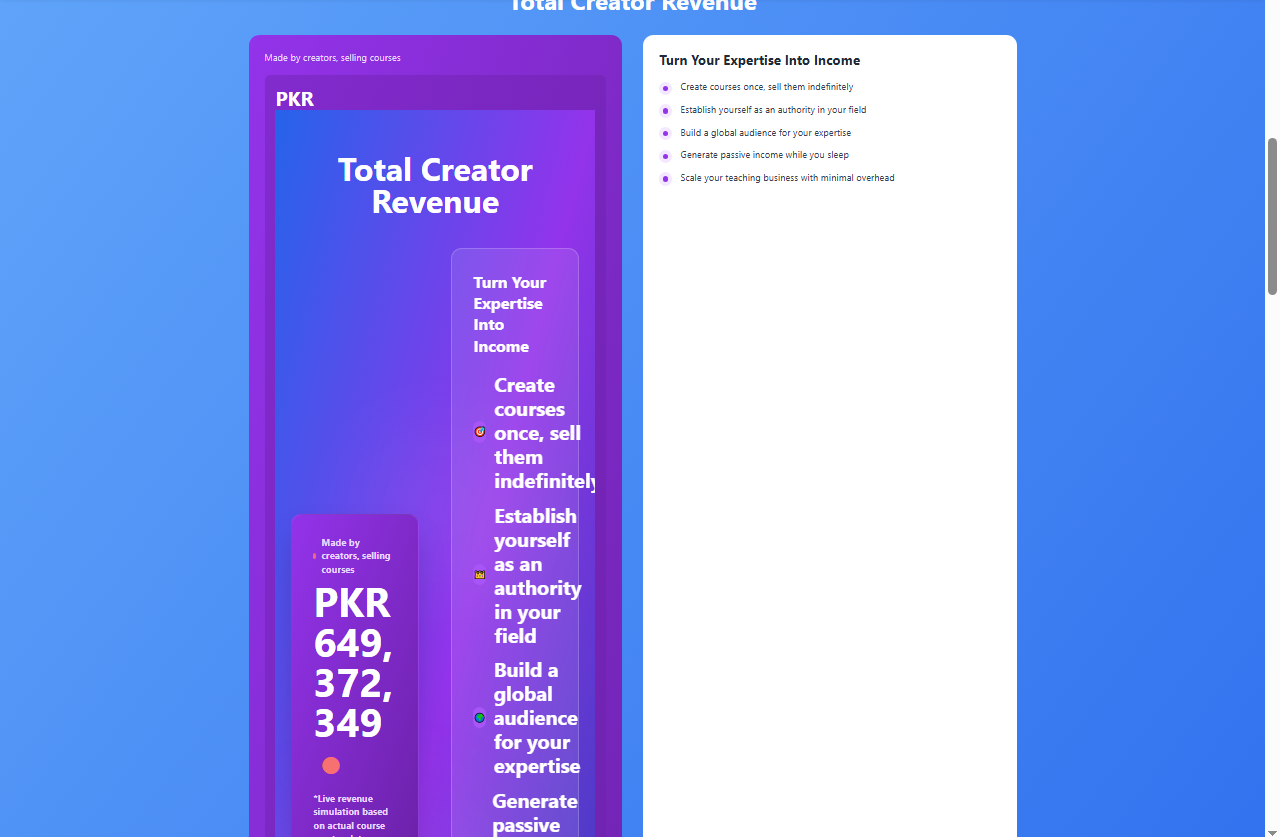 Total Creator Revenue
Made by creators, selling courses
PKR
Total Creator
Revenue
Turn Your
Expertise
Into
Income
Create
courses
once, sell
them
indefinitely
Establish
yourself
as an
authority
in your
field
Build a
global
audience
for your
expertise
Generate
passive
Made by
creators, selling
courses
PKR
649,
372,
349
*Live revenue
simulation based
on actual course
Turn Your Expertise Into Income
Create courses once, sell them indefinitely
Establish yourself as an authority in your field
Build a global audience for your expertise
Generate passive income while you sleep
Scale your teaching business with minimal overhead